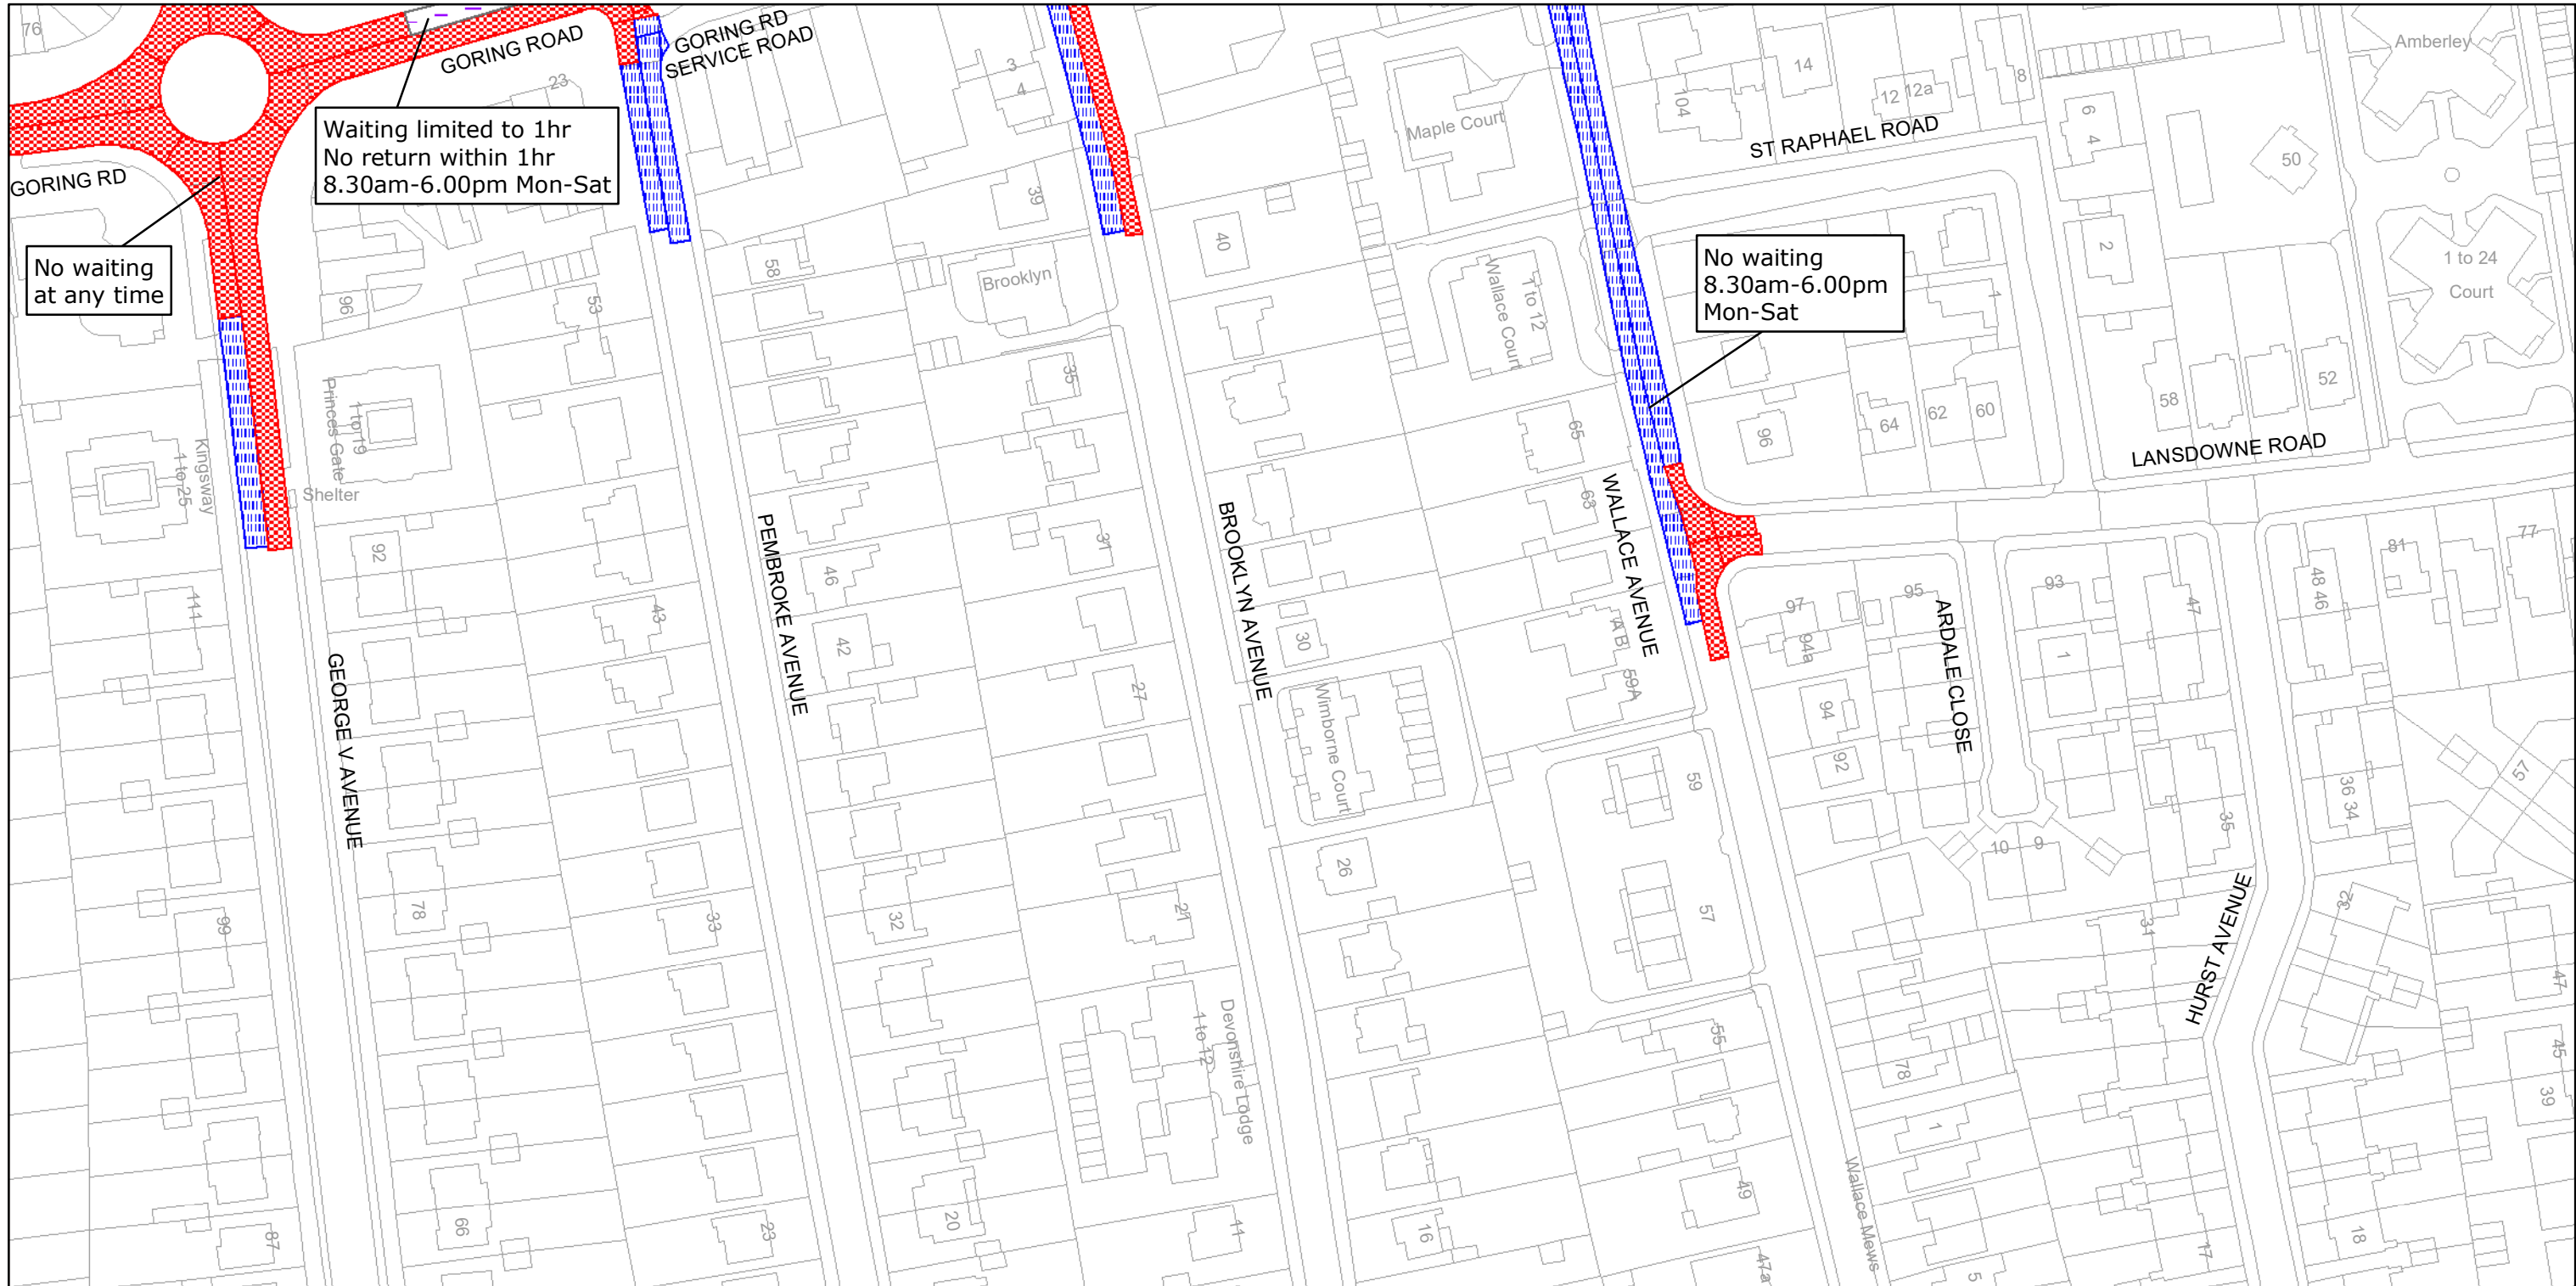 76
GORING ROAD
GORING RD
SERVICE ROAD
23
3
4
Waiting limited to 1hr
No return within 1hr
8.30am-6.00pm Mon-Sat
GORING RD
No waiting
at any time
96
53
58
39
Brooklyn
40
Maple Court
104
14
12 12a
8
6
4
Amberley
50
ST RAPHAEL ROAD
2
1 to 24
Court
No waiting
8.30am-6.00pm
Mon-Sat
Wallace Court
1 to 12
1
35
65
63
96
64
62
60
58
52
LANSDOWNE ROAD
Princes Gate
1 to 19
Shelter
Kingsway
1 to 25
92
111
46
42
43
31
27
30
PEMBROKE AVENUE
BROOKLYN AVENUE
WALLACE AVENUE
A B
59A
97
94a
94
92
95
93
1
47
48 46
81
77
ARDALE CLOSE
GEORGE V AVENUE
Wimborne Court
59
57
10
9
35
36 34
57
26
78
99
33
32
21
31
32
HURST AVENUE
47
45
39
Devonshire Lodge
1 to 12
55
78
1
49
47a
Wallace Mews
5
87
66
23
20
11
16
17
18